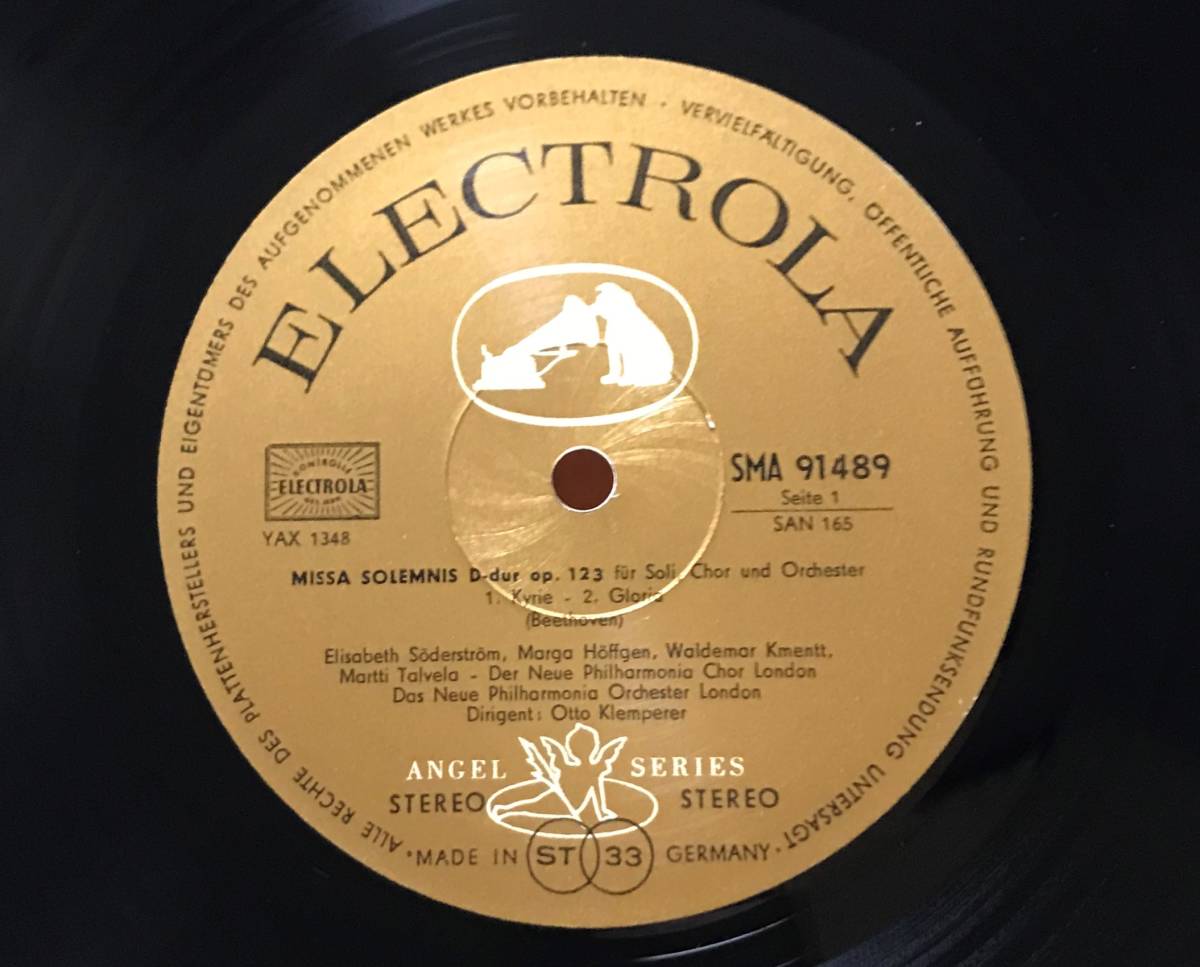 ALLE RECHTE DES PLATTENHERSTELLERS UND EIGENTÜMERS DES AUFGENOMMENEN WERKES VORBEHALTEN · VERVIELFÄLTIGUNG, ÖFFENTLICHE AUFFÜHRUNG UND RUNDFUNKSENDUNG UNTERSAGT ·
ELECTROLA
KONTROLLE
ELECTROLA
YAX 1348
SMA 91489
Seite 1
SAN 165
MISSA SOLEMNIS D-dur op. 123 für Soli, Chor und Orchester
1. Kyrie - 2. Gloria
(Beethoven)
Elisabeth Söderström, Marga Höffgen, Waldemar Kmentt,
Martti Talvela - Der Neue Philharmonia Chor London
Das Neue Philharmonia Orchester London
Dirigent: Otto Klemperer
ANGEL SERIES
STEREO STEREO
· MADE IN ST 33 GERMANY ·